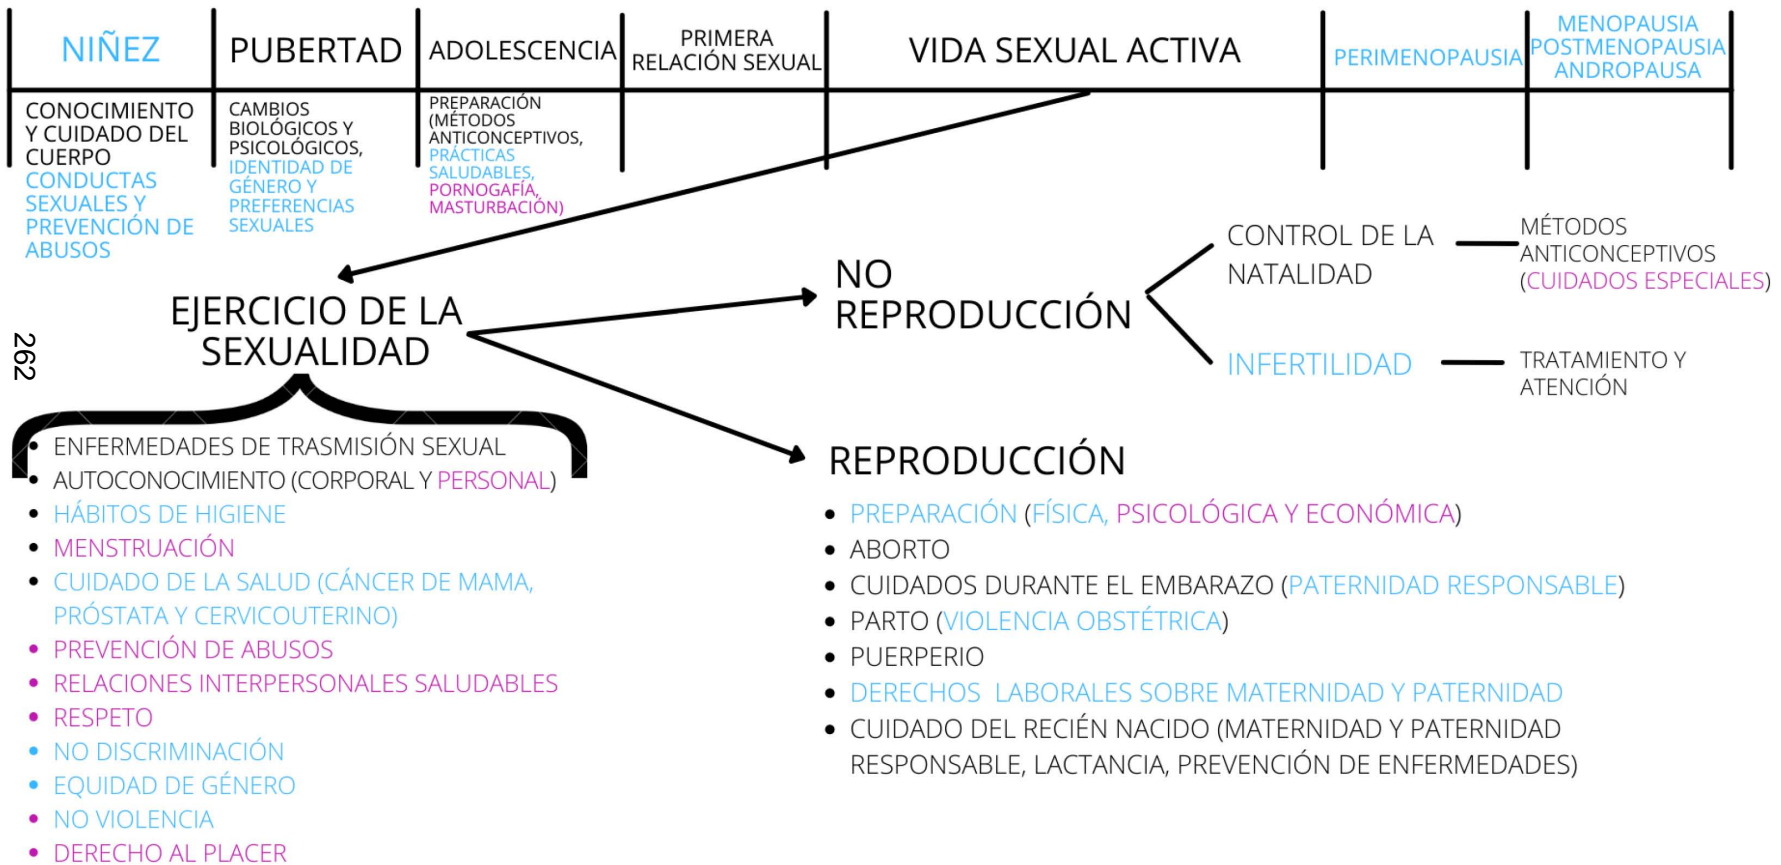 NIÑEZ
PUBERTAD
ADOLESCENCIA
PRIMERA
RELACIÓN SEXUAL
VIDA SEXUAL ACTIVA
PERIMENOPAUSIA
MENOPAUSIA
POSTMENOPAUSIA
ANDROPAUSA
CONOCIMIENTO
Y CUIDADO DEL
CUERPO
CONDUCTAS
SEXUALES Y
PREVENCIÓN DE
ABUSOS
CAMBIOS
BIOLÓGICOS Y
PSICOLÓGICOS,
IDENTIDAD DE
GÉNERO Y
PREFERENCIAS
SEXUALES
PREPARACIÓN
(MÉTODOS
ANTICONCEPTIVOS,
PRÁCTICAS
SALUDABLES,
PORNOGAFÍA,
MASTURBACIÓN)
EJERCICIO DE LA
SEXUALIDAD
• ENFERMEDADES DE TRASMISIÓN SEXUAL
• AUTOCONOCIMIENTO (CORPORAL Y PERSONAL)
• HÁBITOS DE HIGIENE
• MENSTRUACIÓN
• CUIDADO DE LA SALUD (CÁNCER DE MAMA,
PRÓSTATA Y CERVICOUTERINO)
• PREVENCIÓN DE ABUSOS
• RELACIONES INTERPERSONALES SALUDABLES
• RESPETO
• NO DISCRIMINACIÓN
• EQUIDAD DE GÉNERO
• NO VIOLENCIA
• DERECHO AL PLACER
NO
REPRODUCCIÓN
CONTROL DE LA
NATALIDAD
MÉTODOS
ANTICONCEPTIVOS
(CUIDADOS ESPECIALES)
INFERTILIDAD
TRATAMIENTO Y
ATENCIÓN
REPRODUCCIÓN
• PREPARACIÓN (FÍSICA, PSICOLÓGICA Y ECONÓMICA)
• ABORTO
• CUIDADOS DURANTE EL EMBARAZO (PATERNIDAD RESPONSABLE)
• PARTO (VIOLENCIA OBSTÉTRICA)
• PUERPERIO
• DERECHOS LABORALES SOBRE MATERNIDAD Y PATERNIDAD
• CUIDADO DEL RECIÉN NACIDO (MATERNIDAD Y PATERNIDAD
RESPONSABLE, LACTANCIA, PREVENCIÓN DE ENFERMEDADES)
262